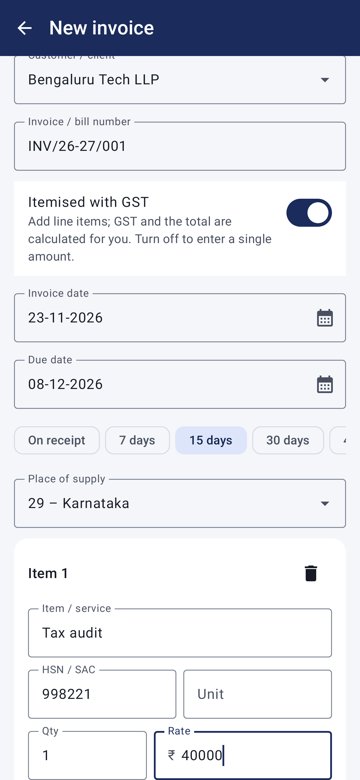 New invoice
Customer / client
Bengaluru Tech LLP
Invoice / bill number
INV/26-27/001
Itemised with GST
Add line items; GST and the total are
calculated for you. Turn off to enter a single
amount.
Invoice date
23-11-2026
Due date
08-12-2026
On receipt
7 days
15 days
30 days
Place of supply
29 – Karnataka
Item 1
Item / service
Tax audit
HSN / SAC
998221
Unit
Qty
1
Rate
₹ 40000